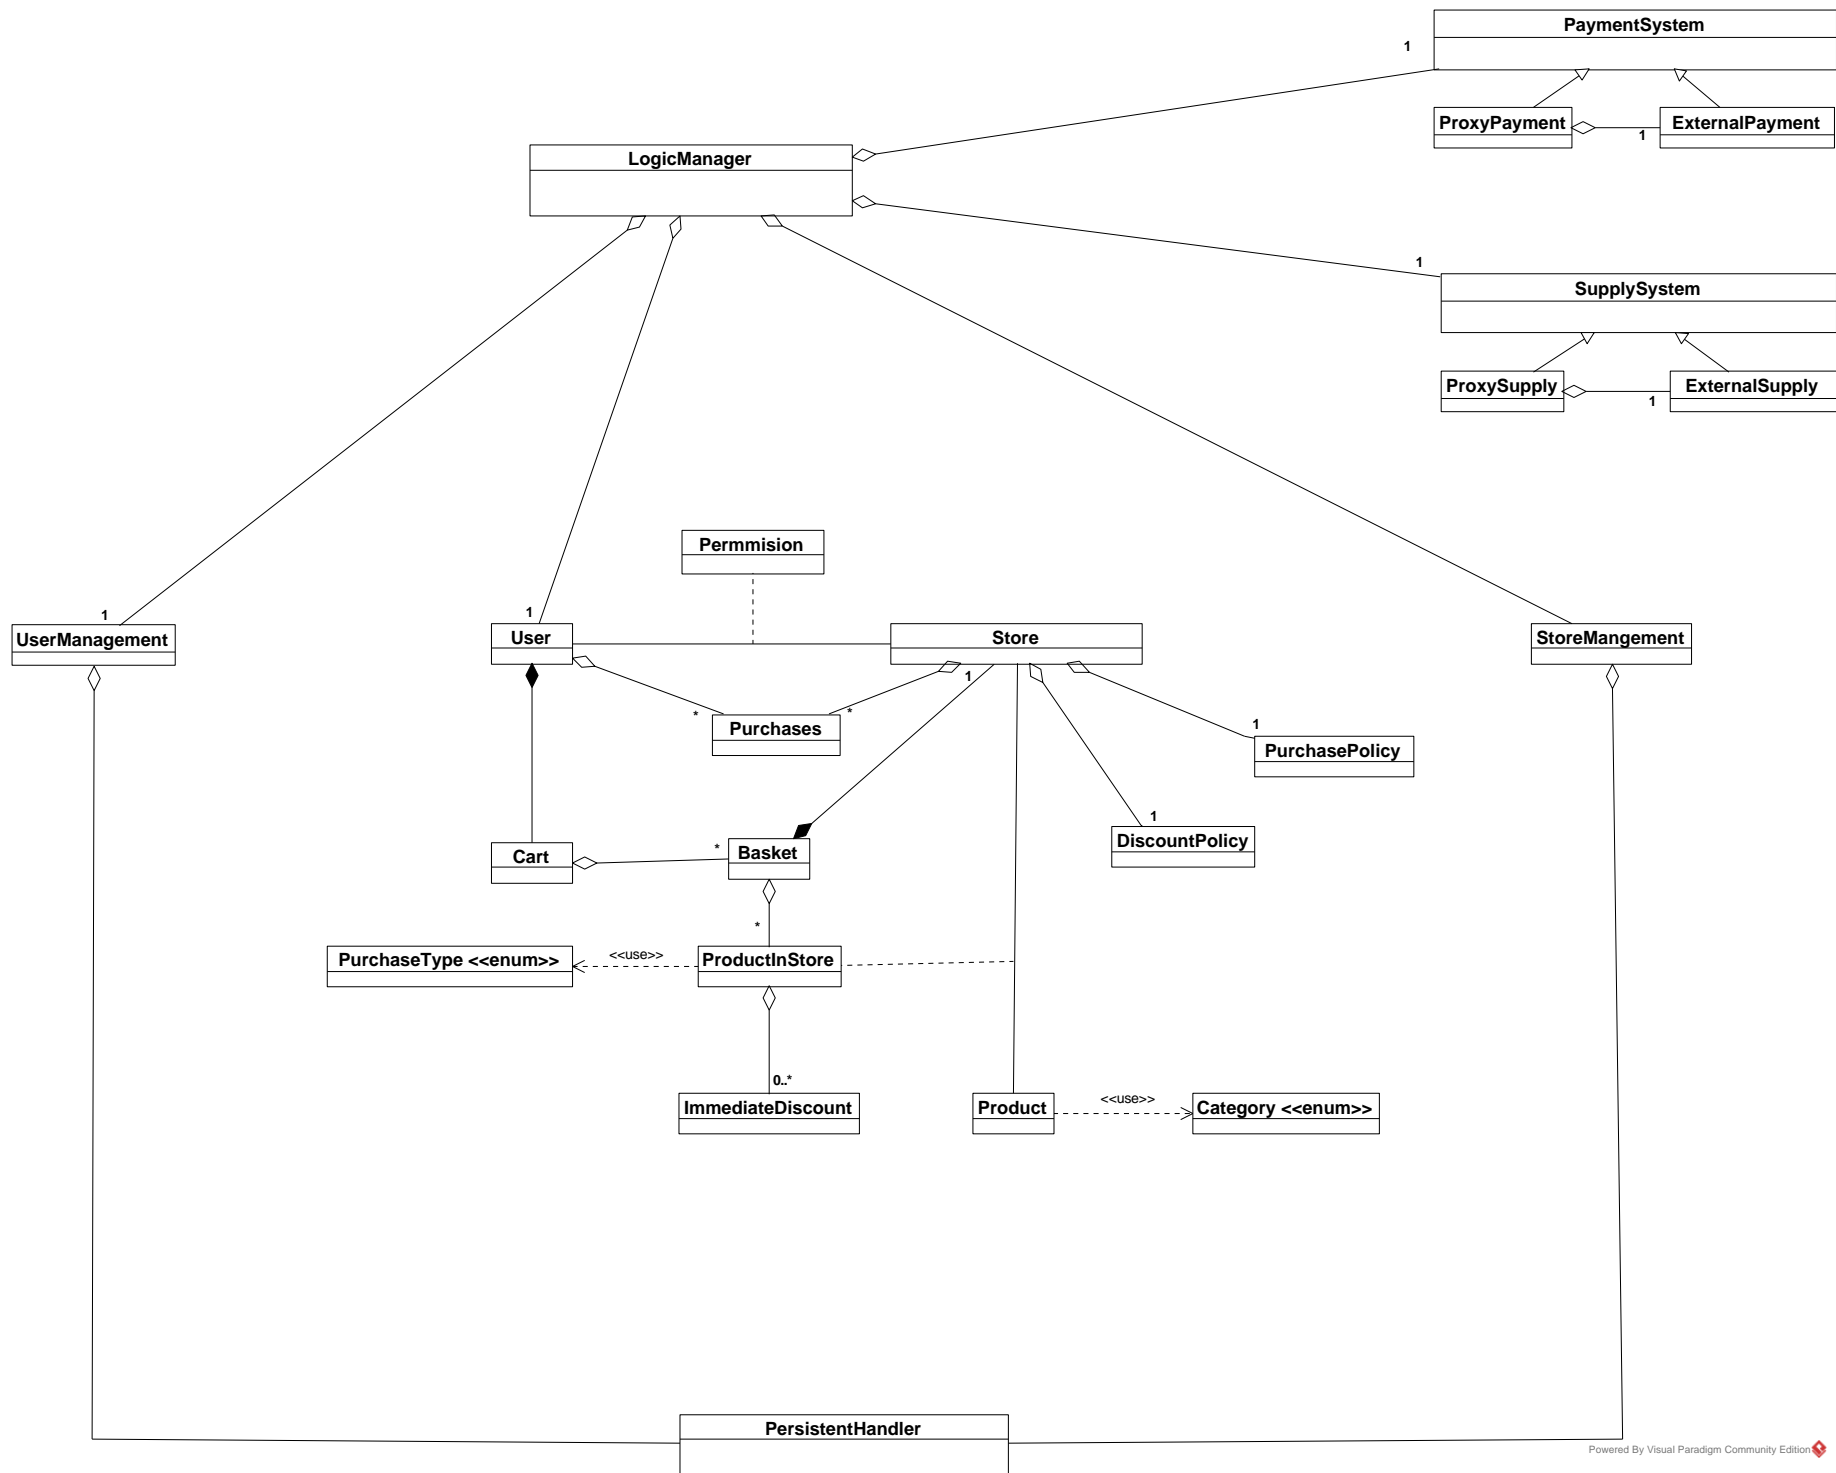 PaymentSystem
1
ProxyPayment
ExternalPayment
1
LogicManager
1
SupplySystem
ProxySupply
ExternalSupply
1
Permmision
1
1
UserManagement
User
Store
StoreMangement
1
*
*
Purchases
1
PurchasePolicy
1
DiscountPolicy
*
Cart
Basket
*
PurchaseType <<enum>>
<<use>>
ProductInStore
0..*
ImmediateDiscount
Product
<<use>>
Category <<enum>>
PersistentHandler
Powered By Visual Paradigm Community Edition